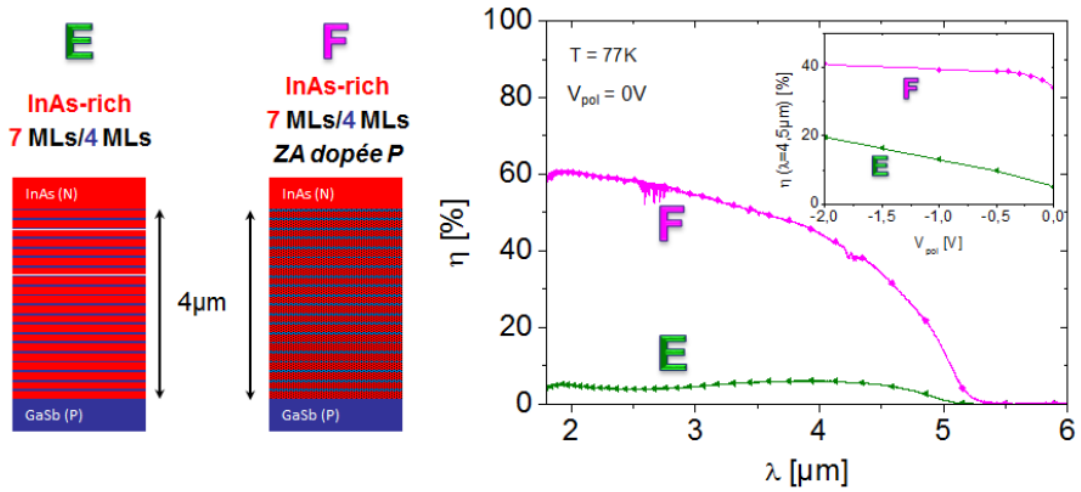 E
InAs-rich
7 MLs/4 MLs
InAs (N)
GaSb (P)
4µm
F
InAs-rich
7 MLs/4 MLs
ZA dopée P
InAs (N)
GaSb (P)
η [%]
100
80
60
40
20
0
T = 77K
V_pol = 0V
F
E
2
3
4
5
6
λ [µm]
η (λ=4,5µm) [%]
40
20
0
F
E
-2,0
-1,5
-1,0
-0,5
0,0
V_pol [V]